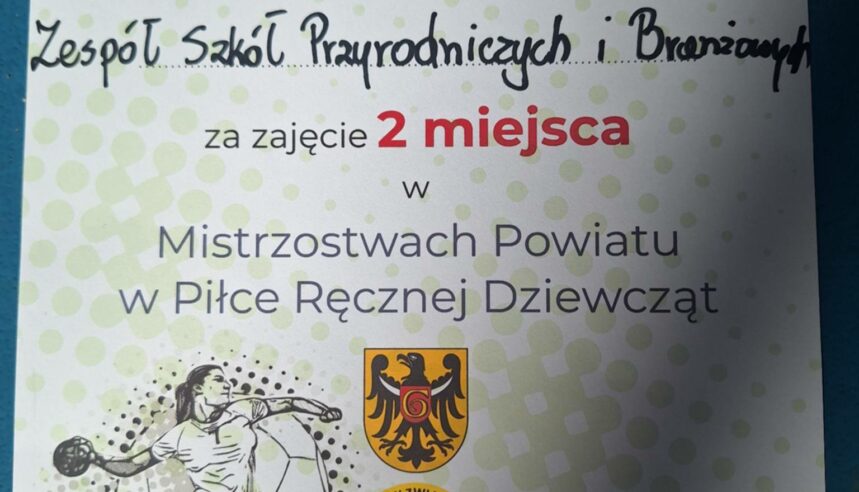 Zespół Szkół Przyrodniczych i Branżowych
za zajęcie 2 miejsca
w
Mistrzostwach Powiatu
w Piłce Ręcznej Dziewcząt